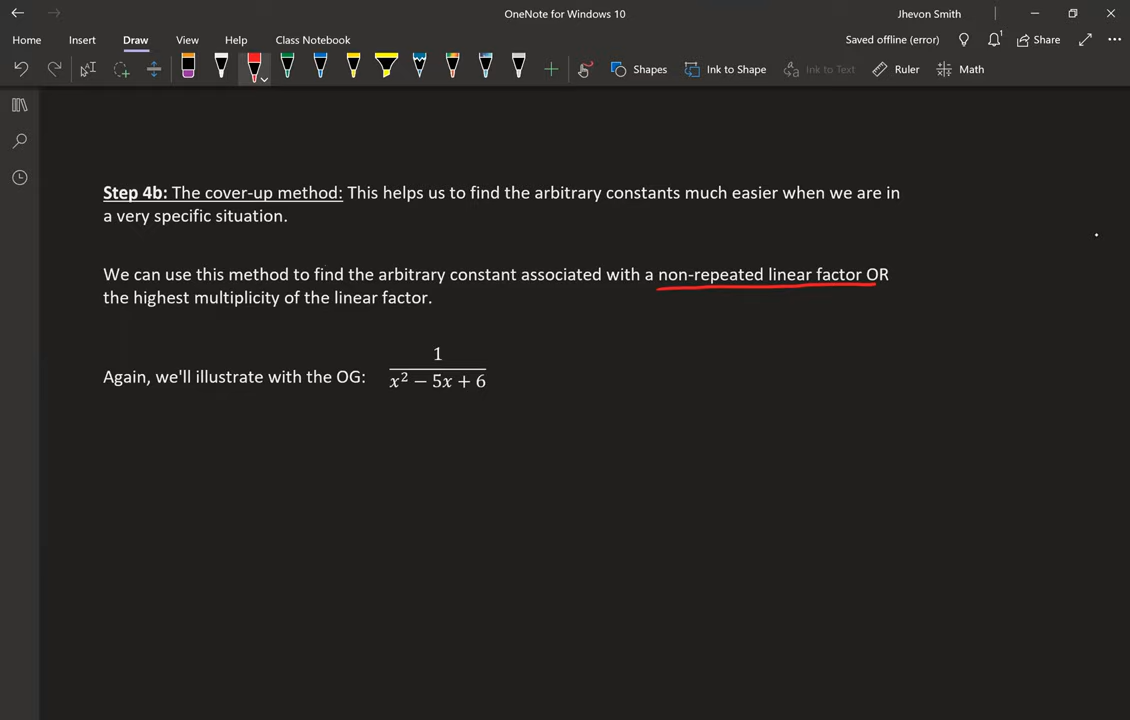 OneNote for Windows 10
Jhevon Smith
Home Insert Draw View Help Class Notebook
Saved offline (error)
1
Share
Shapes
Ink to Shape
Ink to Text
Ruler
Math
Step 4b: The cover-up method: This helps us to find the arbitrary constants much easier when we are in
a very specific situation.
We can use this method to find the arbitrary constant associated with a non-repeated linear factor OR
the highest multiplicity of the linear factor.
Again, we'll illustrate with the OG: 1/(x² − 5x + 6)